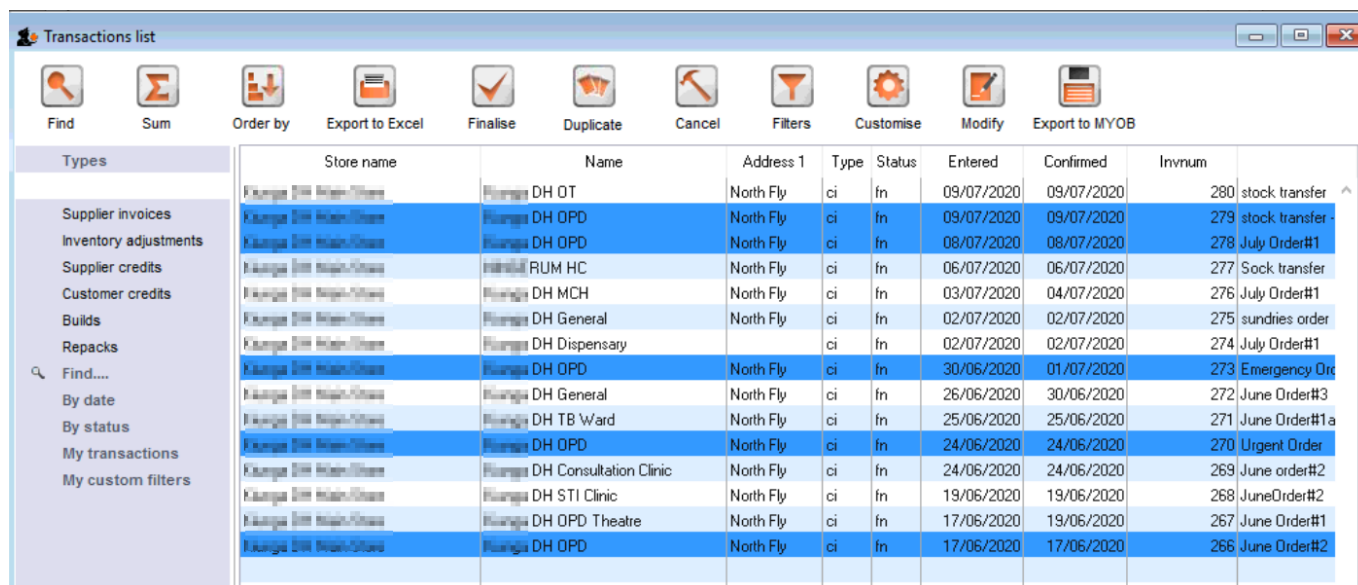 Transactions list
Find Sum Order by Export to Excel Finalise Duplicate Cancel Filters Customise Modify Export to MYOB
Types Store name Name Address 1 Type Status Entered Confirmed Invnum
DH OT North Fly ci fn 09/07/2020 09/07/2020 280 stock transfer
Supplier invoices DH OPD North Fly ci fn 09/07/2020 09/07/2020 279 stock transfer -
Inventory adjustments DH OPD North Fly ci fn 08/07/2020 08/07/2020 278 July Order#1
Supplier credits RUM HC North Fly ci fn 06/07/2020 06/07/2020 277 Sock transfer
Customer credits DH MCH North Fly ci fn 03/07/2020 04/07/2020 276 July Order#1
Builds DH General North Fly ci fn 02/07/2020 02/07/2020 275 sundries order
Repacks DH Dispensary ci fn 02/07/2020 02/07/2020 274 July Order#1
Find.... DH OPD North Fly ci fn 30/06/2020 01/07/2020 273 Emergency Orc
By date DH General North Fly ci fn 26/06/2020 30/06/2020 272 June Order#3
By status DH TB Ward North Fly ci fn 25/06/2020 25/06/2020 271 June Order#1a
My transactions DH OPD North Fly ci fn 24/06/2020 24/06/2020 270 Urgent Order
My custom filters DH Consultation Clinic North Fly ci fn 24/06/2020 24/06/2020 269 June order#2
DH STI Clinic North Fly ci fn 19/06/2020 19/06/2020 268 JuneOrder#2
DH OPD Theatre North Fly ci fn 17/06/2020 19/06/2020 267 June Order#1
DH OPD North Fly ci fn 17/06/2020 17/06/2020 266 June Order#2